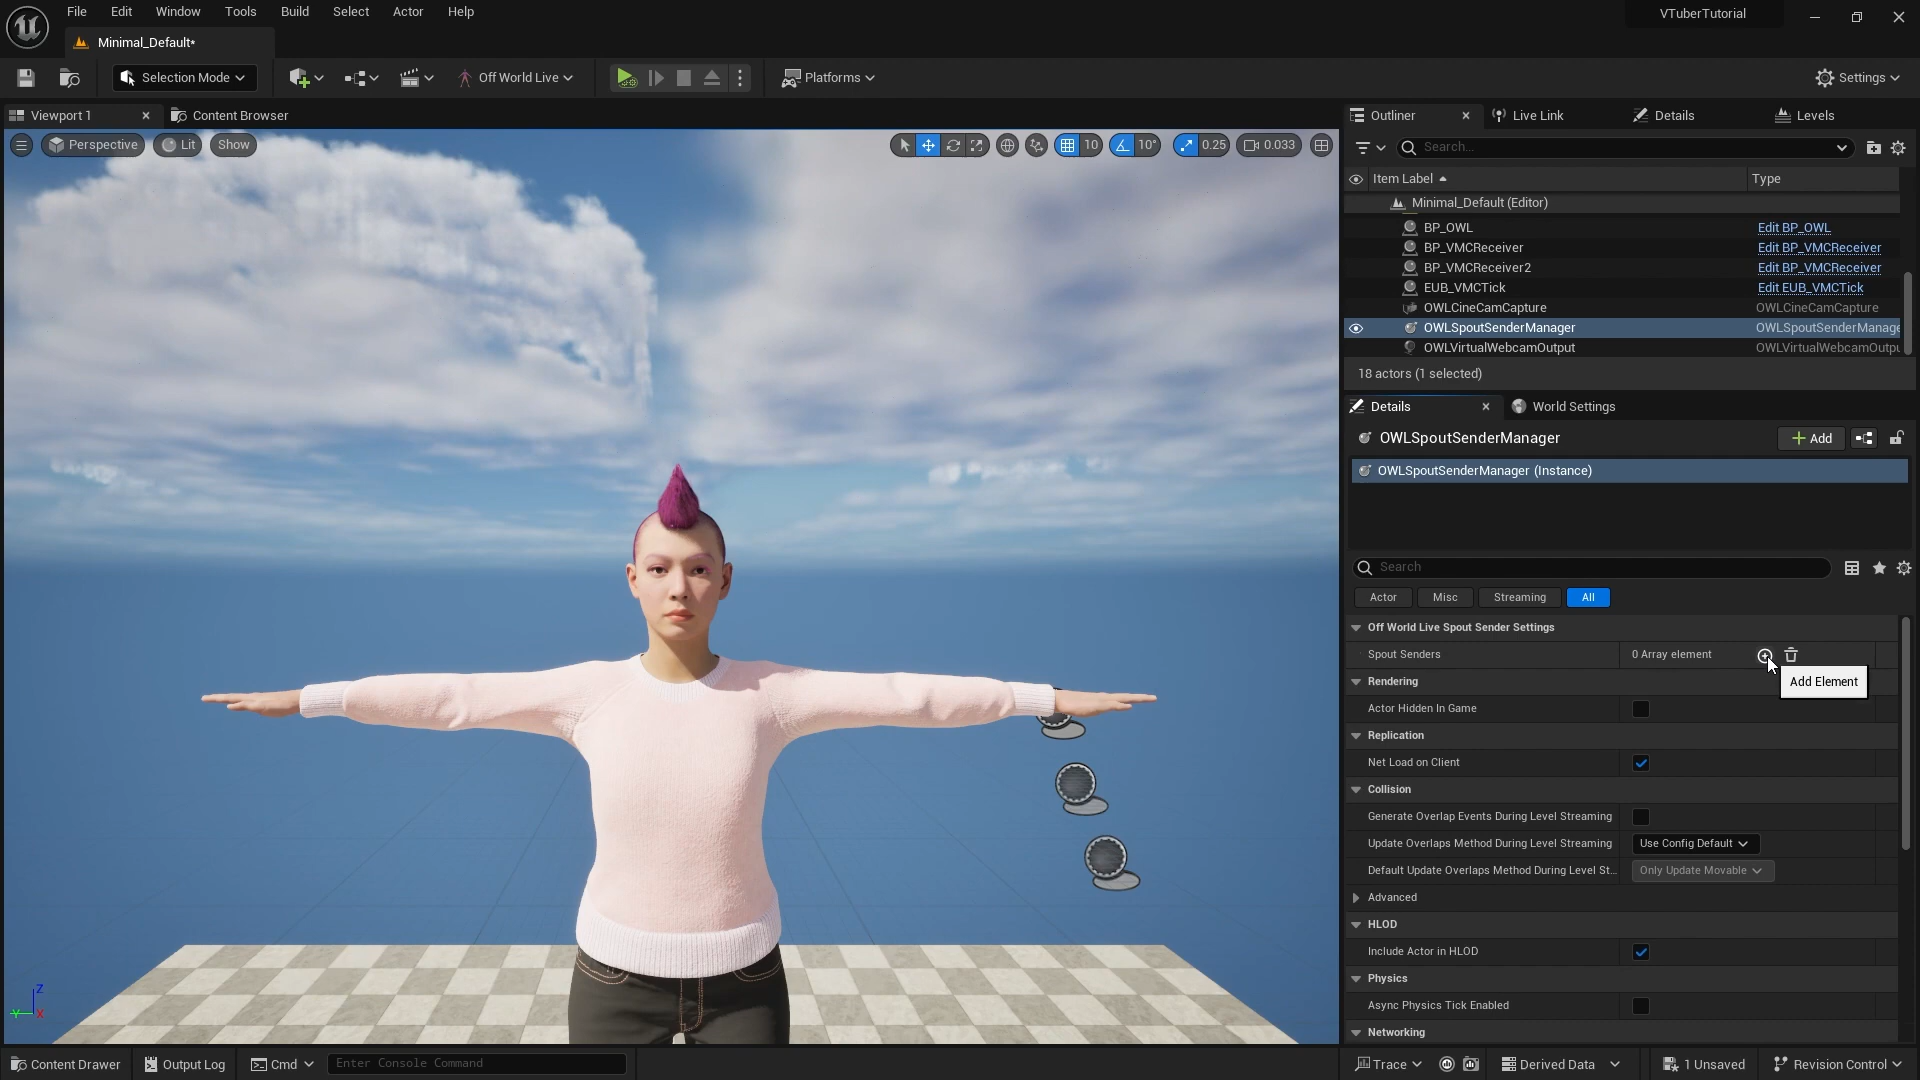 File Edit Window Tools Build Select Actor Help
VTuberTutorial
Minimal_Default*
Selection Mode
Off World Live
Platforms
Settings
Viewport 1
Content Browser
Perspective
Lit
Show
10
10°
0.25
0.033
Outliner
Live Link
Details
Levels
Search...
Item Label
Type
Minimal_Default (Editor)
BP_OWL Edit BP_OWL
BP_VMCReceiver Edit BP_VMCReceiver
BP_VMCReceiver2 Edit BP_VMCReceiver
EUB_VMCTick Edit EUB_VMCTick
OWLCineCamCapture OWLCineCamCapture
OWLSpoutSenderManager OWLSpoutSenderManage
OWLVirtualWebcamOutput OWLVirtualWebcamOutpu
18 actors (1 selected)
Details
World Settings
OWLSpoutSenderManager
Add
OWLSpoutSenderManager (Instance)
Search
Actor Misc Streaming All
Off World Live Spout Sender Settings
Spout Senders 0 Array element
Add Element
Rendering
Actor Hidden In Game
Replication
Net Load on Client
Collision
Generate Overlap Events During Level Streaming
Update Overlaps Method During Level Streaming Use Config Default
Default Update Overlaps Method During Level St... Only Update Movable
Advanced
HLOD
Include Actor in HLOD
Physics
Async Physics Tick Enabled
Networking
Z
Y
X
Content Drawer
Output Log
Cmd
Enter Console Command
Trace
Derived Data
1 Unsaved
Revision Control